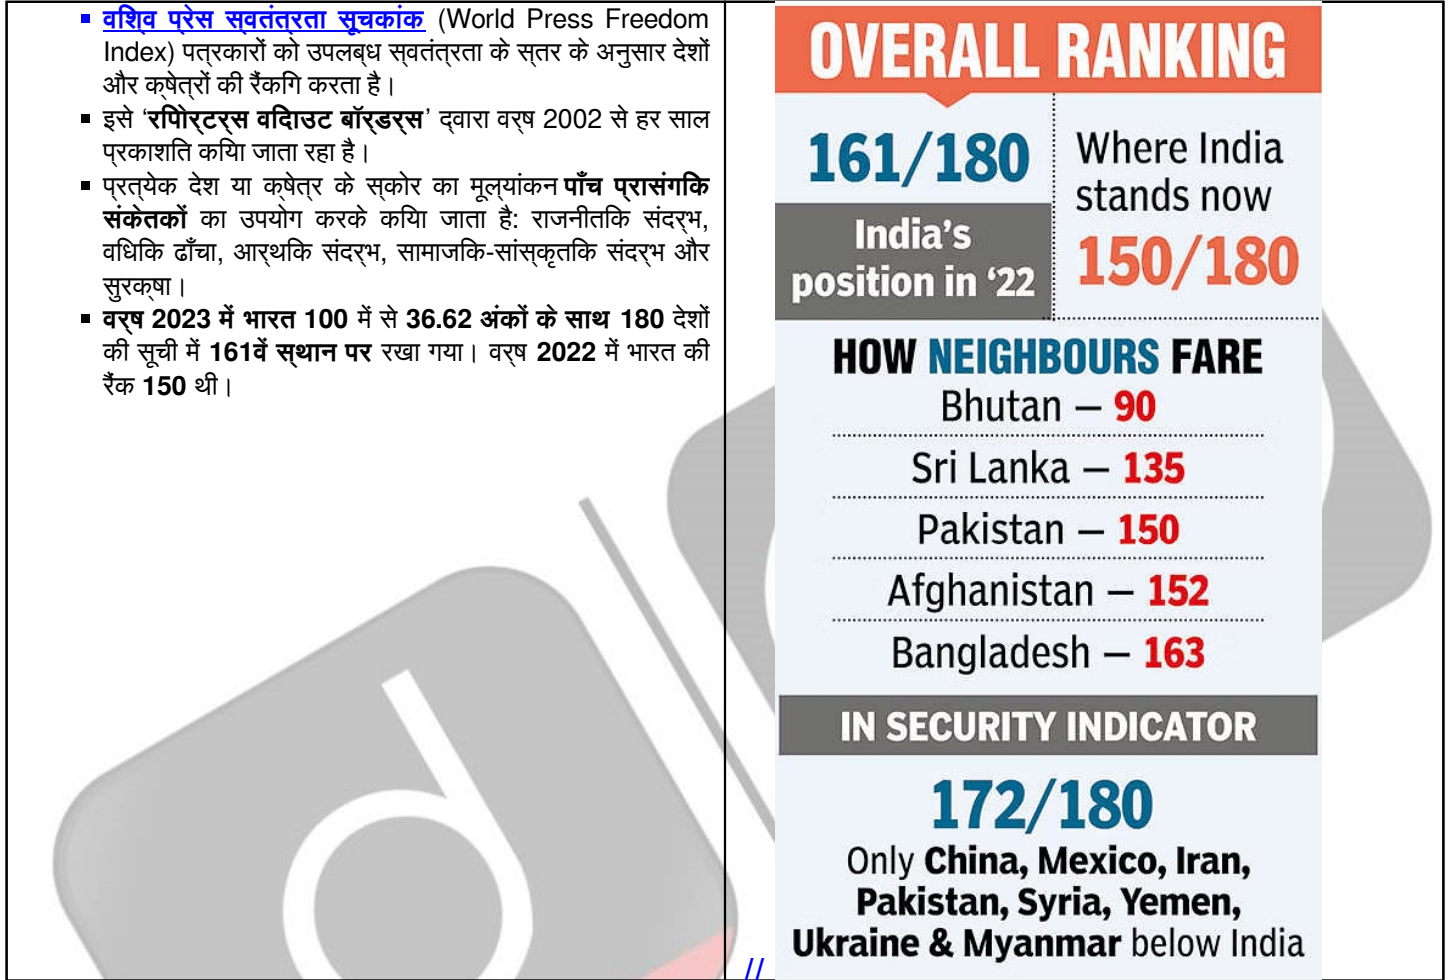 विश्व प्रेस स्वतंत्रता सूचकांक (World Press Freedom
Index) पत्रकारों को उपलब्ध स्वतंत्रता के स्तर के अनुसार देशों
और क्षेत्रों की रैंकिंग करता है।
इसे ‘रिपोर्टर्स विदाउट बॉर्डर्स’ द्वारा वर्ष 2002 से हर साल
प्रकाशित किया जाता रहा है।
प्रत्येक देश या क्षेत्र के स्कोर का मूल्यांकन पाँच प्रासंगिक
संकेतकों का उपयोग करके किया जाता है: राजनीतिक संदर्भ,
विधिक ढाँचा, आर्थिक संदर्भ, सामाजिक-सांस्कृतिक संदर्भ और
सुरक्षा।
वर्ष 2023 में भारत 100 में से 36.62 अंकों के साथ 180 देशों
की सूची में 161वें स्थान पर रखा गया। वर्ष 2022 में भारत की
रैंक 150 थी।
//
OVERALL RANKING
161/180
India’s
position in ‘22
Where India
stands now
150/180
HOW NEIGHBOURS FARE
Bhutan – 90
Sri Lanka – 135
Pakistan – 150
Afghanistan – 152
Bangladesh – 163
IN SECURITY INDICATOR
172/180
Only China, Mexico, Iran,
Pakistan, Syria, Yemen,
Ukraine & Myanmar below India